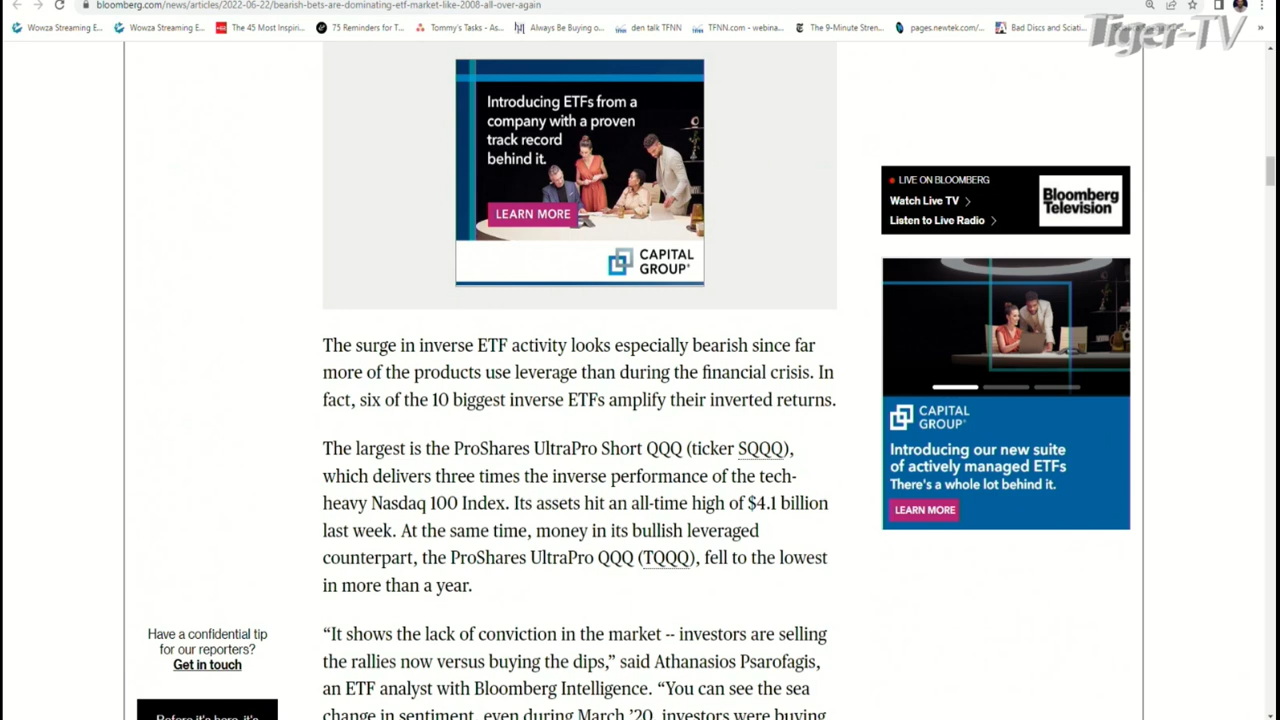 bloomberg.com/news/articles/2022-06-22/bearish-bets-are-dominating-etf-market-like-2008-all-over-again
Wowza Streaming E...
Wowza Streaming E...
The 45 Most Inspiri...
75 Reminders for T...
Tommy's Tasks - As...
Always Be Buying o...
den talk TFNN
TFNN.com - webina...
The 9-Minute Stren...
pages.newtek.com/...
Bad Discs and Sciati...
Tiger-TV
Introducing ETFs from a
company with a proven
track record
behind it.
LEARN MORE
CAPITAL
GROUP®
LIVE ON BLOOMBERG
Watch Live TV >
Listen to Live Radio >
Bloomberg
Television
The surge in inverse ETF activity looks especially bearish since far
more of the products use leverage than during the financial crisis. In
fact, six of the 10 biggest inverse ETFs amplify their inverted returns.
The largest is the ProShares UltraPro Short QQQ (ticker SQQQ),
which delivers three times the inverse performance of the tech-
heavy Nasdaq 100 Index. Its assets hit an all-time high of $4.1 billion
last week. At the same time, money in its bullish leveraged
counterpart, the ProShares UltraPro QQQ (TQQQ), fell to the lowest
in more than a year.
“It shows the lack of conviction in the market -- investors are selling
the rallies now versus buying the dips,” said Athanasios Psarofagis,
an ETF analyst with Bloomberg Intelligence. “You can see the sea
change in sentiment, even during March ’20, investors were buying
CAPITAL
GROUP®
Introducing our new suite
of actively managed ETFs
There's a whole lot behind it.
LEARN MORE
Have a confidential tip
for our reporters?
Get in touch
Before it's here, it's